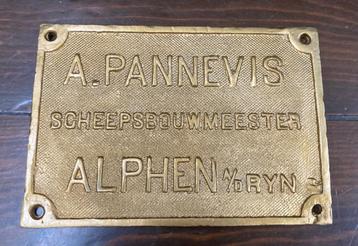 A. PANNEVIS
SCHEEPSBOUWMEESTER
ALPHEN A/D RYN